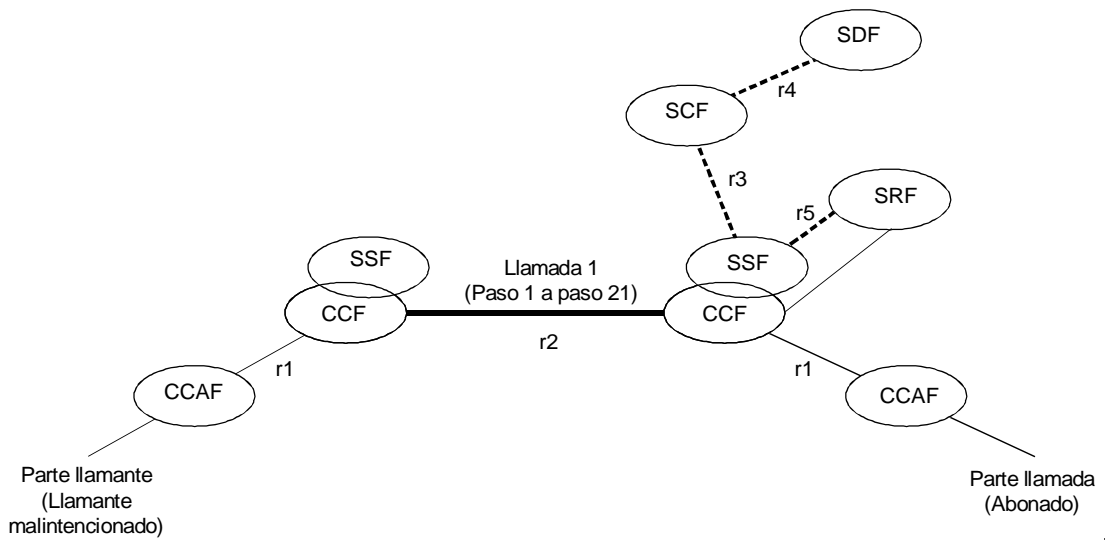 SDF
r4
SCF
r3
SRF
r5
SSF
Llamada 1
(Paso 1 a paso 21)
SSF
CCF
CCF
r2
r1
r1
CCAF
CCAF
Parte llamante
(Llamante
malintencionado)
Parte llamada
(Abonado)